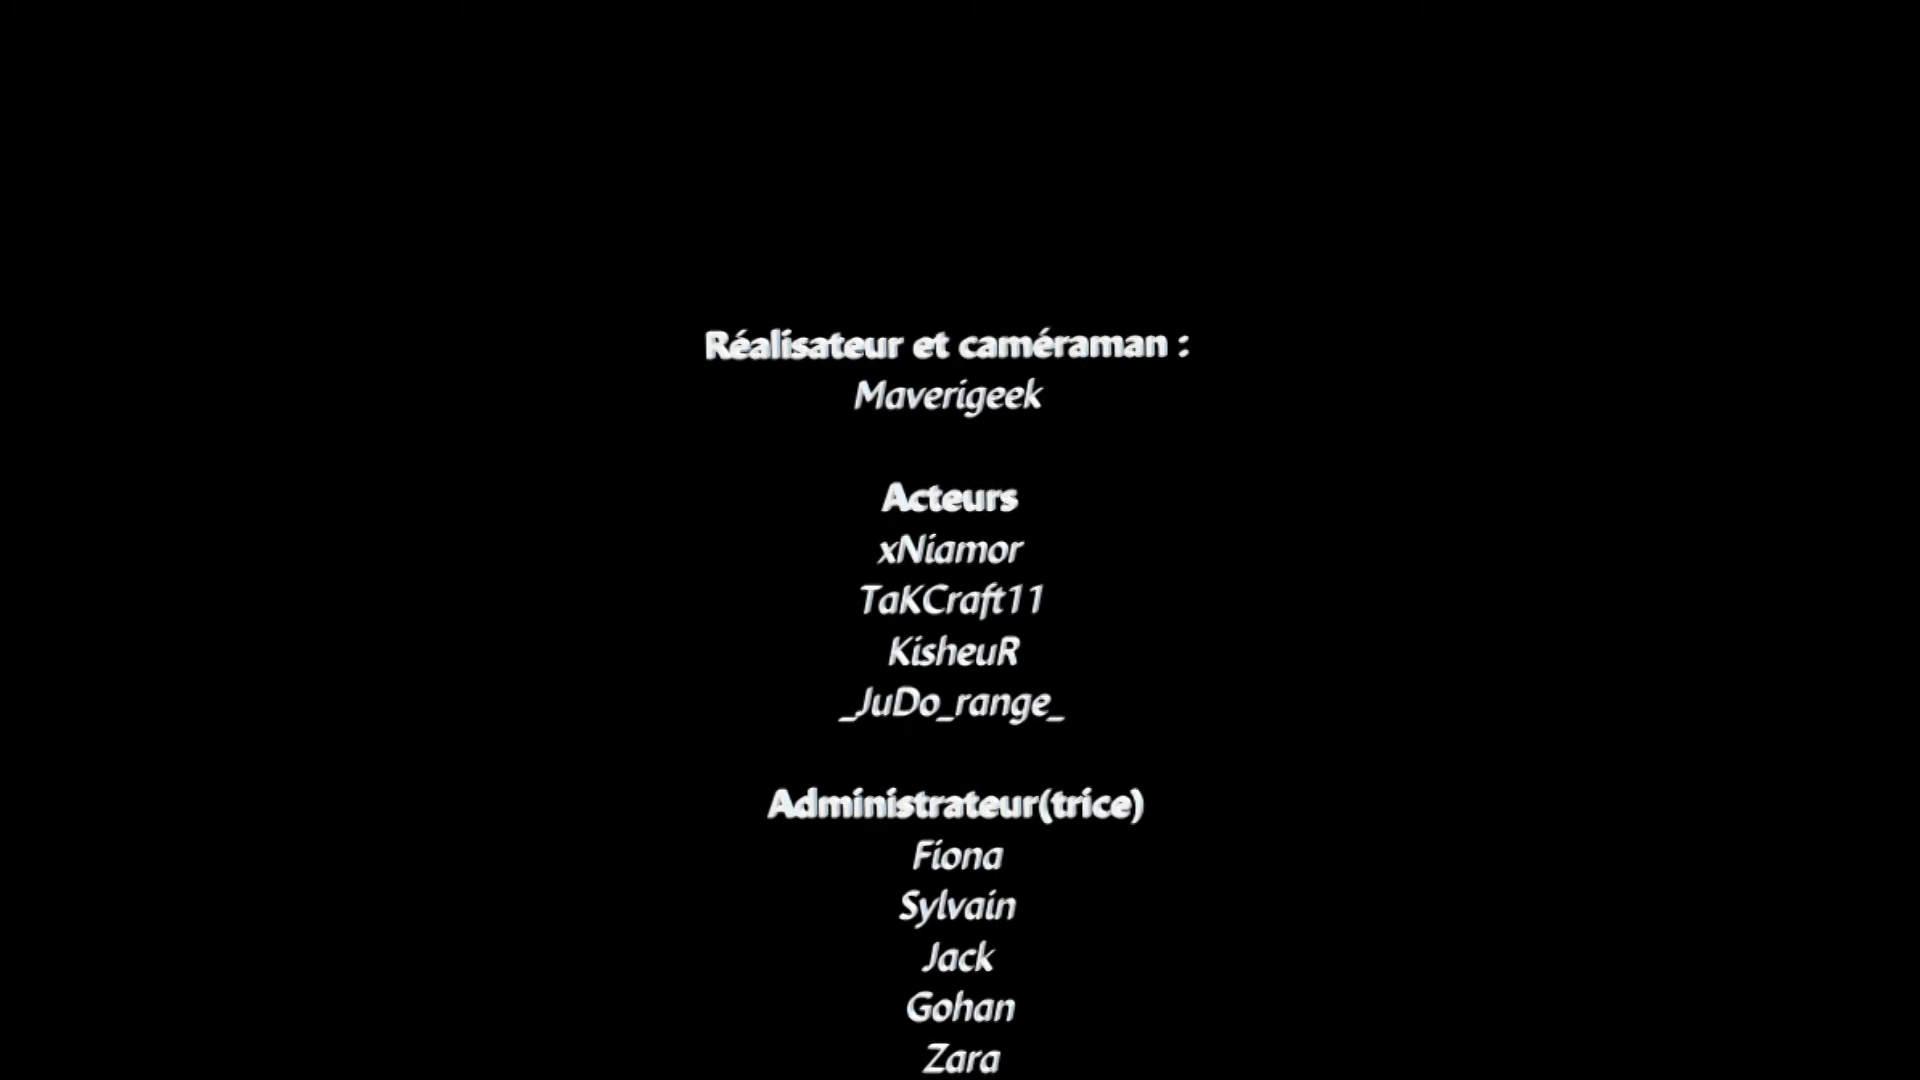 Réalisateur et caméraman :
Maverigeek
Acteurs
xNiamor
TaKCraft11
KisheuR
_JuDo_range_
Administrateur(trice)
Fiona
Sylvain
Jack
Gohan
Zara